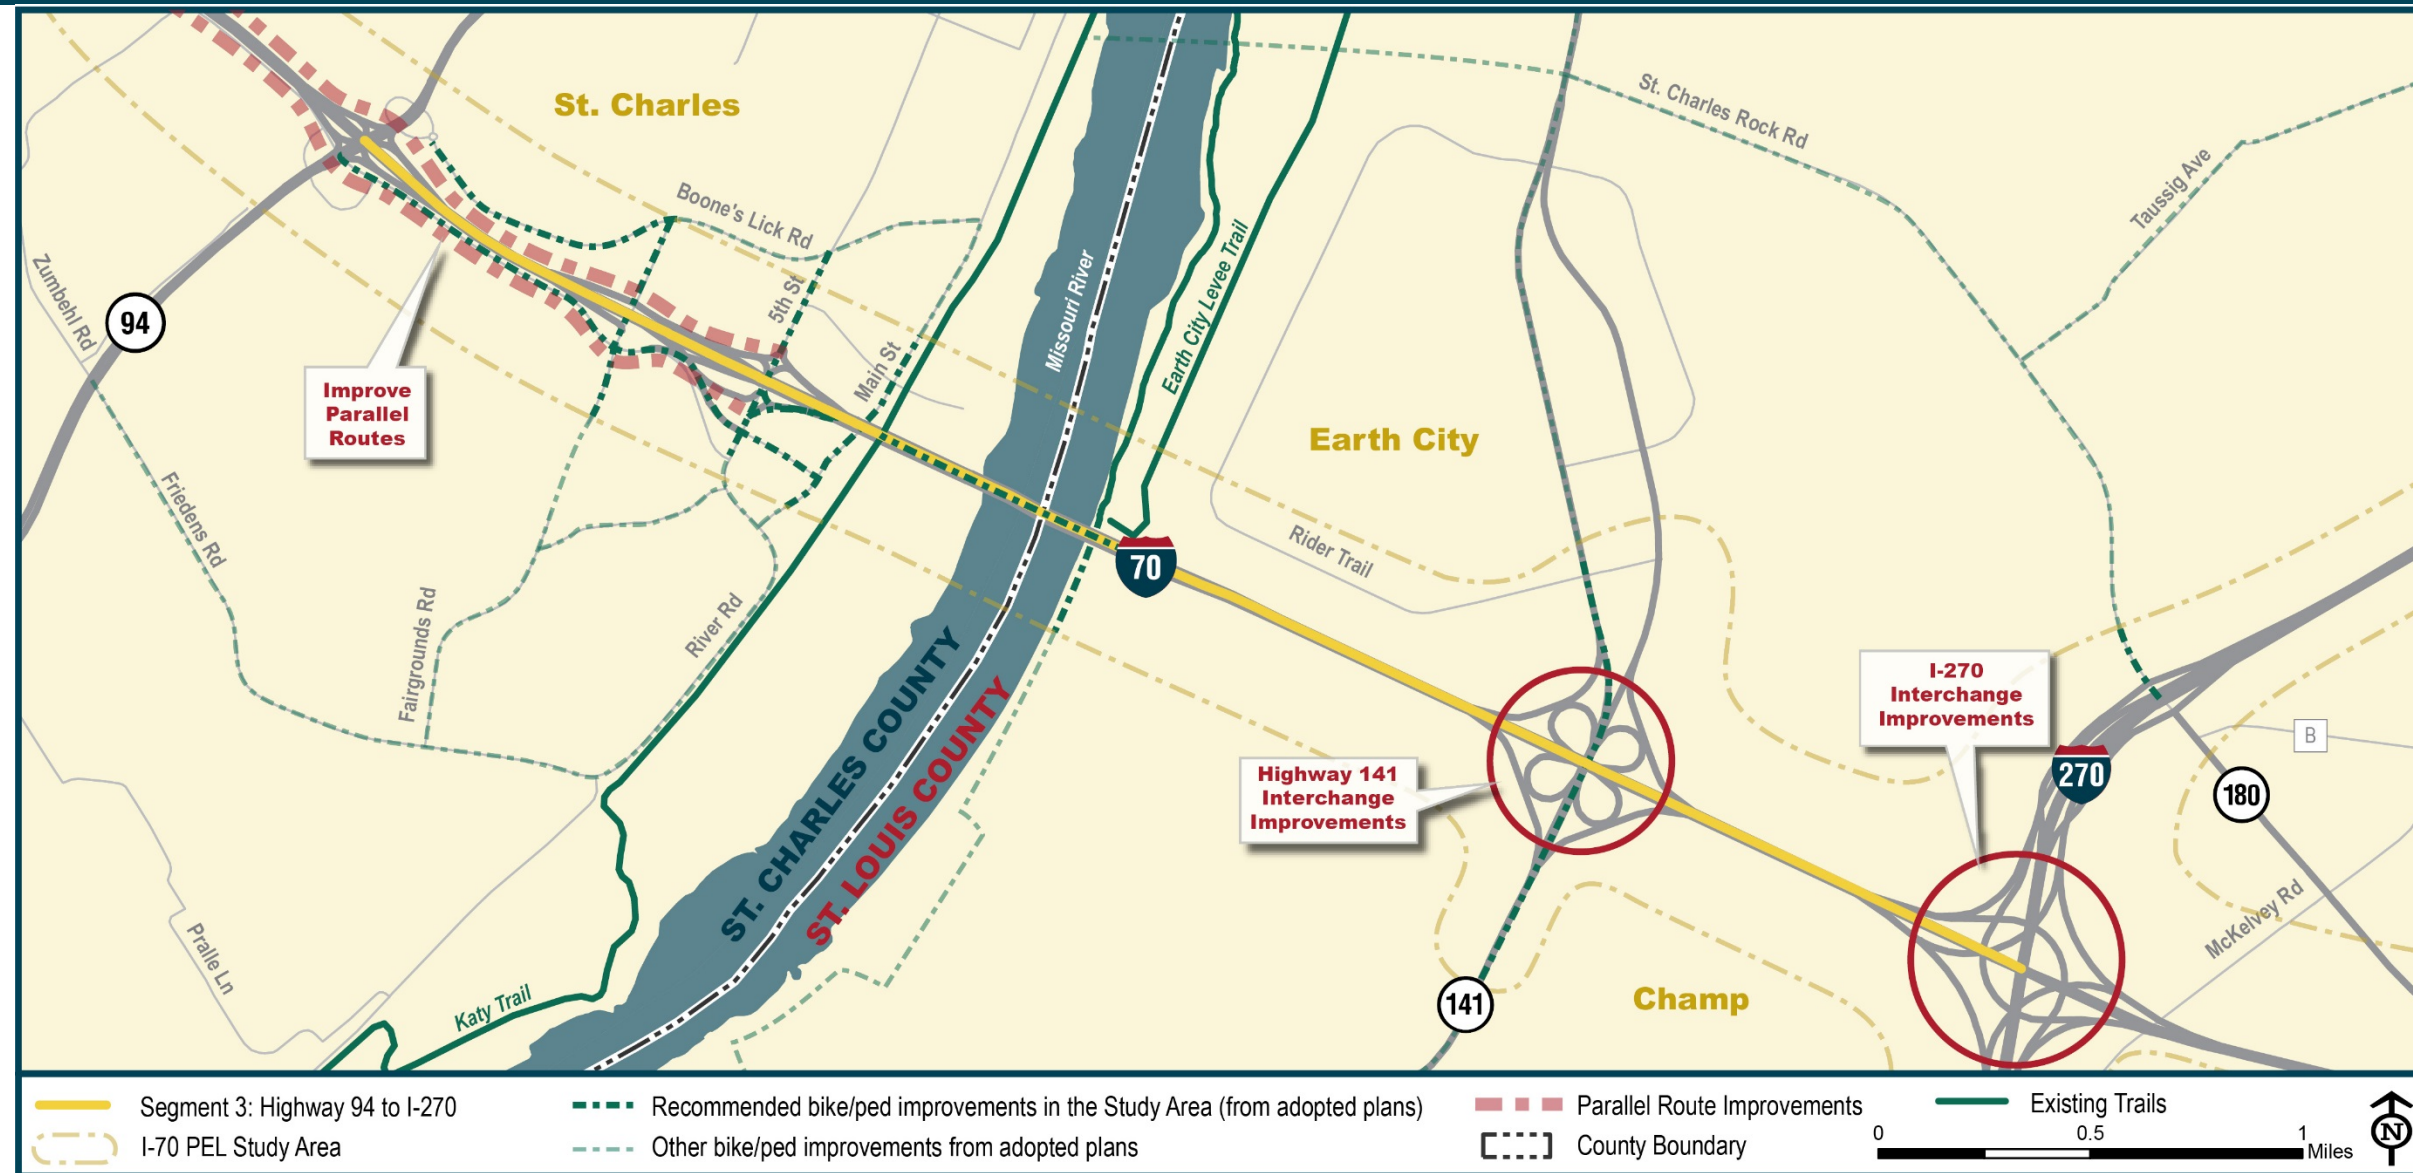 St. Charles
St. Charles Rock Rd
Taussig Ave
Boone's Lick Rd
Zumbehl Rd
94
5th St
Main St
Missouri River
Earth City Levee Trail
Improve
Parallel
Routes
Earth City
Friedens Rd
Rider Trail
70
Fairgrounds Rd
River Rd
ST. CHARLES COUNTY
ST. LOUIS COUNTY
I-270
Interchange
Improvements
B
270
180
Highway 141
Interchange
Improvements
McKelvey Rd
Pralle Ln
Katy Trail
141
Champ
Segment 3: Highway 94 to I-270
I-70 PEL Study Area
Recommended bike/ped improvements in the Study Area (from adopted plans)
Other bike/ped improvements from adopted plans
Parallel Route Improvements
County Boundary
Existing Trails
0 0.5 1
Miles
N